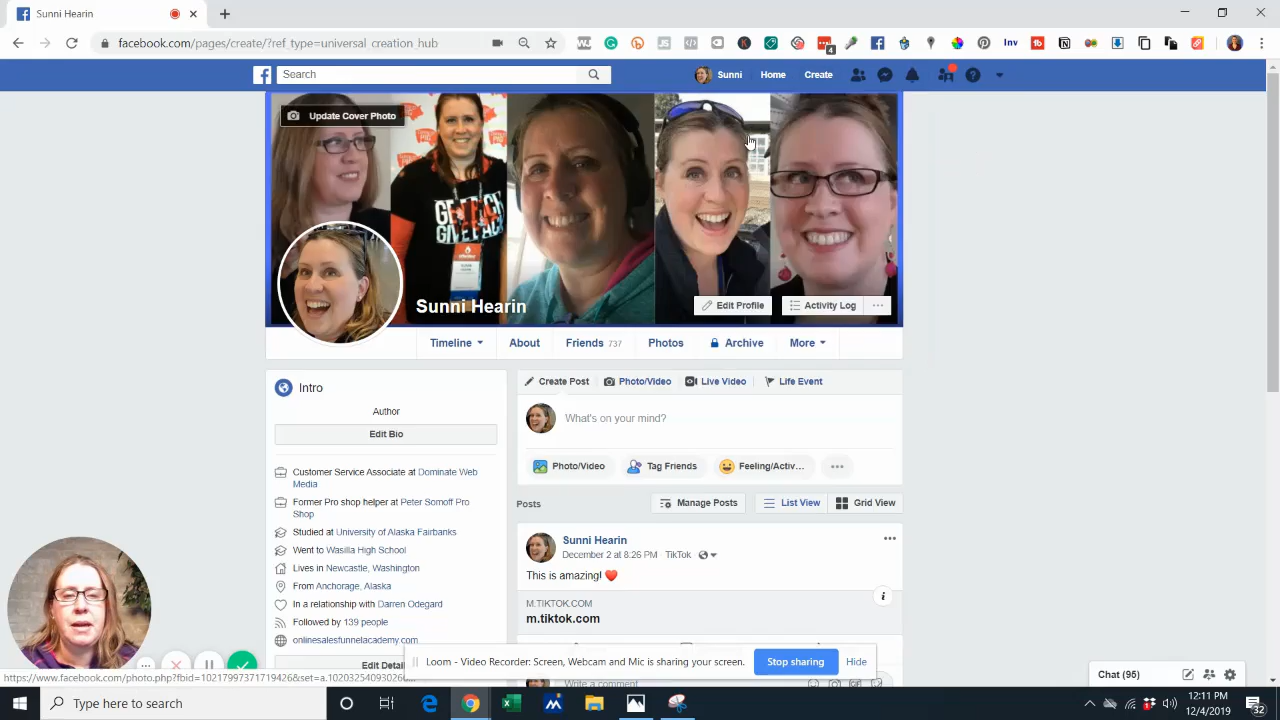 Sunni Hearin
facebook.com/pages/create/?ref_type=universal_creation_hub
4
Inv
Search
Sunni
Home
Create
Update Cover Photo
Sunni Hearin
Edit Profile
Activity Log
Timeline
About
Friends 737
Photos
Archive
More
Intro
Author
Edit Bio
Customer Service Associate at Dominate Web
Media
Former Pro shop helper at Peter Somoff Pro
Shop
Studied at University of Alaska Fairbanks
Went to Wasilla High School
Lives in Newcastle, Washington
From Anchorage, Alaska
In a relationship with Darren Odegard
Followed by 139 people
onlinesalesfunnelacademy.com
Create Post
Photo/Video
Live Video
Life Event
What's on your mind?
Photo/Video
Tag Friends
Feeling/Activ...
Posts
Manage Posts
List View
Grid View
Sunni Hearin
December 2 at 8:26 PM TikTok
This is amazing! ❤️
M.TIKTOK.COM
m.tiktok.com
Loom - Video Recorder: Screen, Webcam and Mic is sharing your screen.
Stop sharing
Hide
Chat (96)
Type here to search
12:11 PM
12/4/2019
32